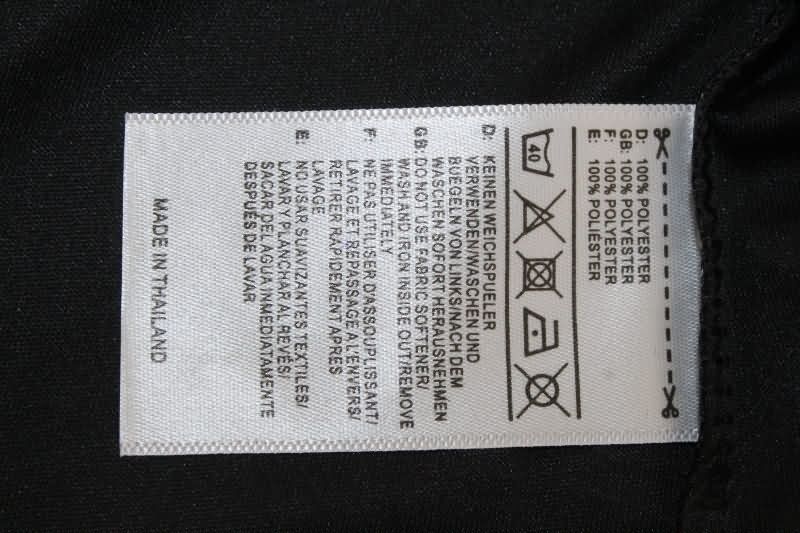 D: 100% POLYESTER
GB: 100% POLYESTER
F: 100% POLYESTER
E: 100% POLIÉSTER
40
D: KEINEN WEICHSPUELER
VERWENDEN/WASCHEN UND
BUEGELN VON LINKS/NACH DEM
WASCHEN SOFORT HERAUSNEHMEN
GB: DO NOT USE FABRIC SOFTENER/
WASH AND IRON INSIDE OUT/REMOVE
IMMEDIATELY
F: NE PAS UTILISER D'ASSOUPLISSANT/
LAVAGE ET REPASSAGE A L'ENVERS/
RETIRER RAPIDEMENT APRES
LAVAGE
E: NO USAR SUAVIZANTES TEXTILES/
LAVAR Y PLANCHAR AL REVÉS/
SACAR DEL AGUA INMEDIATAMENTE
DESPUÉS DE LAVAR
MADE IN THAILAND